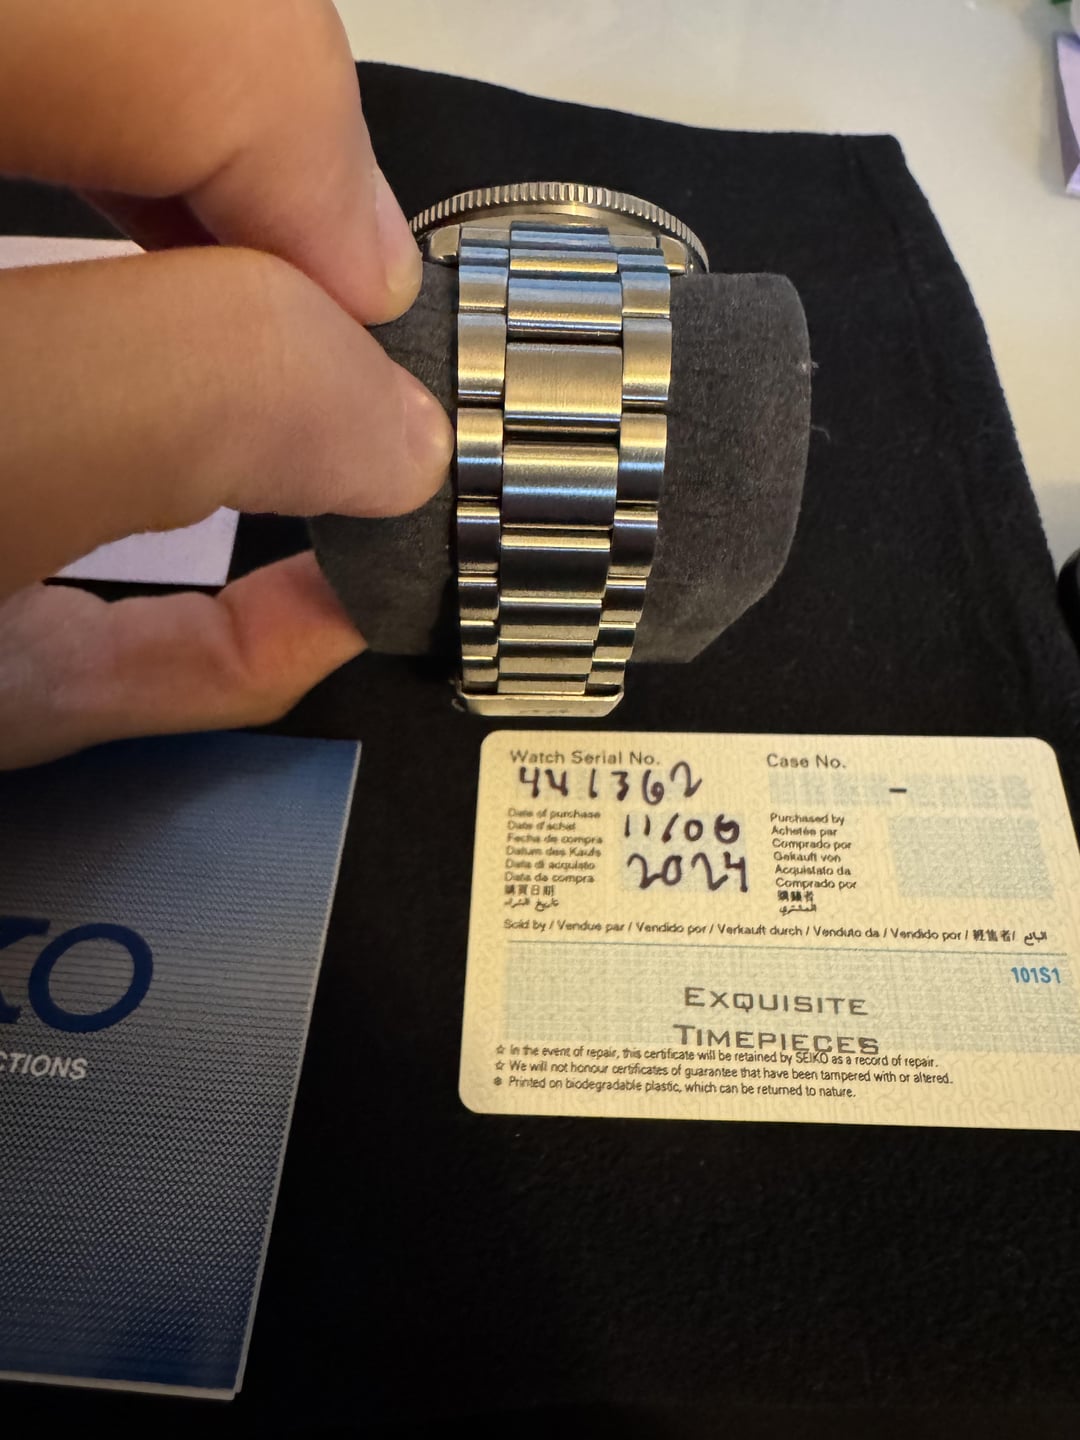 Watch Serial No.
441362
Case No.
-
Date of purchase
Date d'achat
Fecha de compra
Datum des Kaufs
Data di acquisto
Data da compra
購買日期
تاريخ الشراء
11/06
2024
Purchased by
Achetée par
Comprado por
Gekauft von
Acquistato da
Comprado por
購錶者
المشتري
Sold by / Vendue par / Vendido por / Verkauft durch / Venduto da / Vendido por / 經售者 / البائع
101S1
EXQUISITE
TIMEPIECES
☆ In the event of repair, this certificate will be retained by SEIKO as a record of repair.
☆ We will not honour certificates of guarantee that have been tampered with or altered.
Printed on biodegradable plastic, which can be returned to nature.
KO
CTIONS